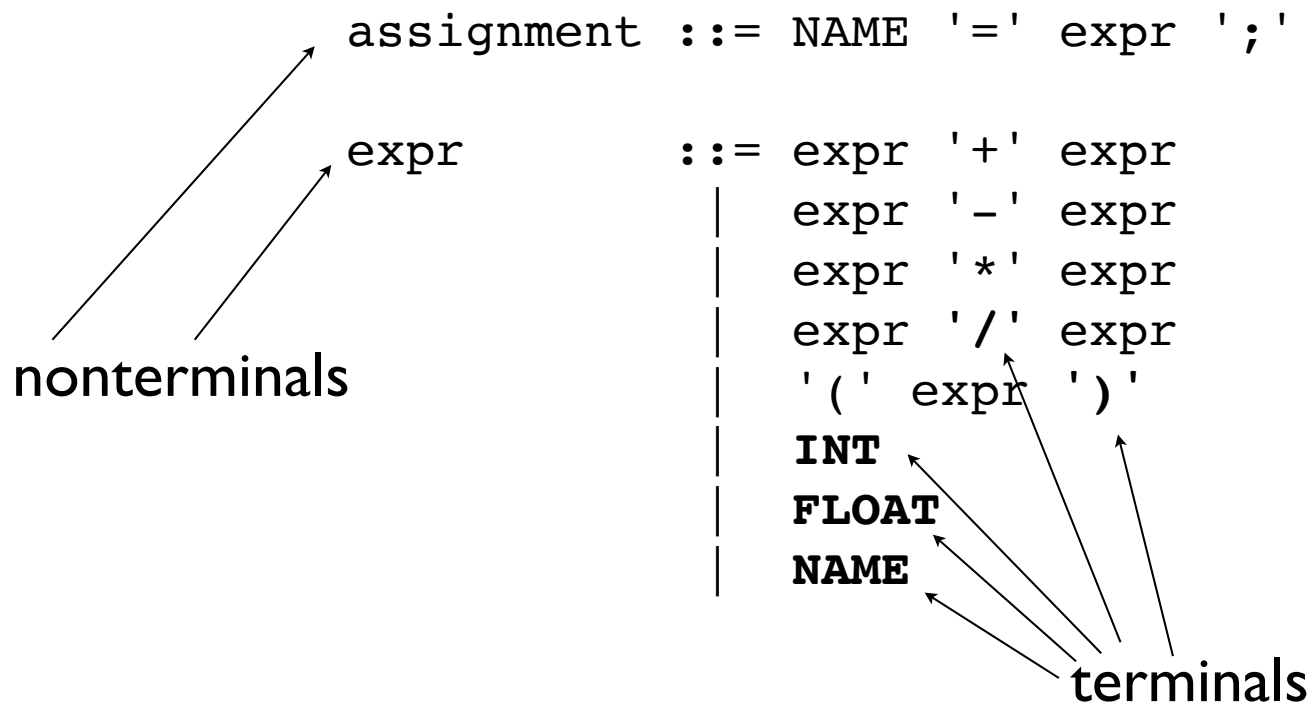 assignment ::= NAME '=' expr ';'
expr ::= expr '+' expr
| expr '-' expr
| expr '*' expr
| expr '/' expr
| '(' expr ')'
| INT
| FLOAT
| NAME
nonterminals
terminals